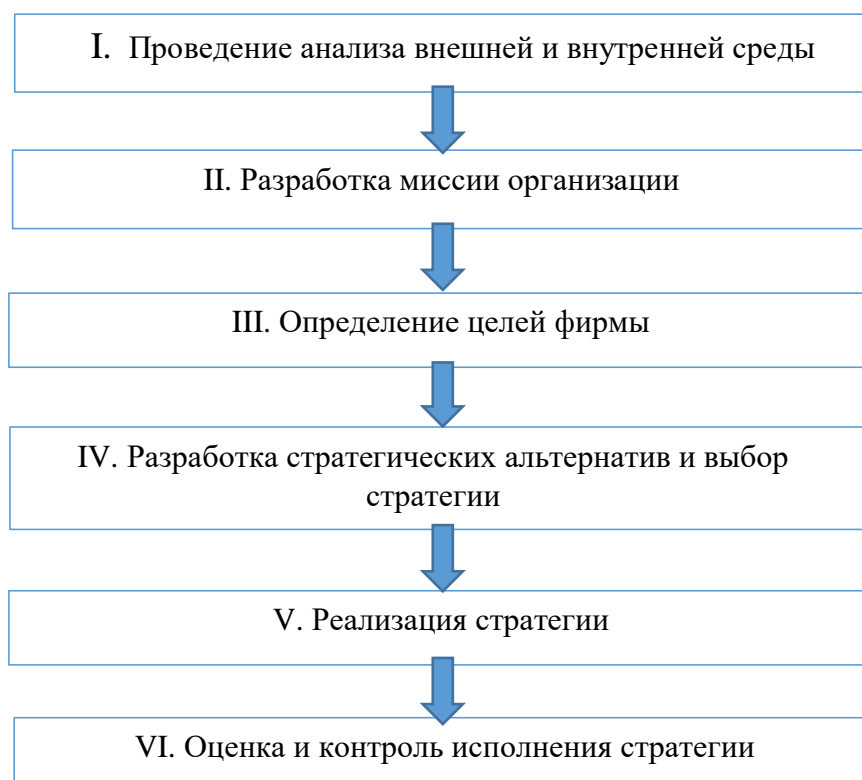 I. Проведение анализа внешней и внутренней среды
II. Разработка миссии организации
III. Определение целей фирмы
IV. Разработка стратегических альтернатив и выбор
стратегии
V. Реализация стратегии
VI. Оценка и контроль исполнения стратегии